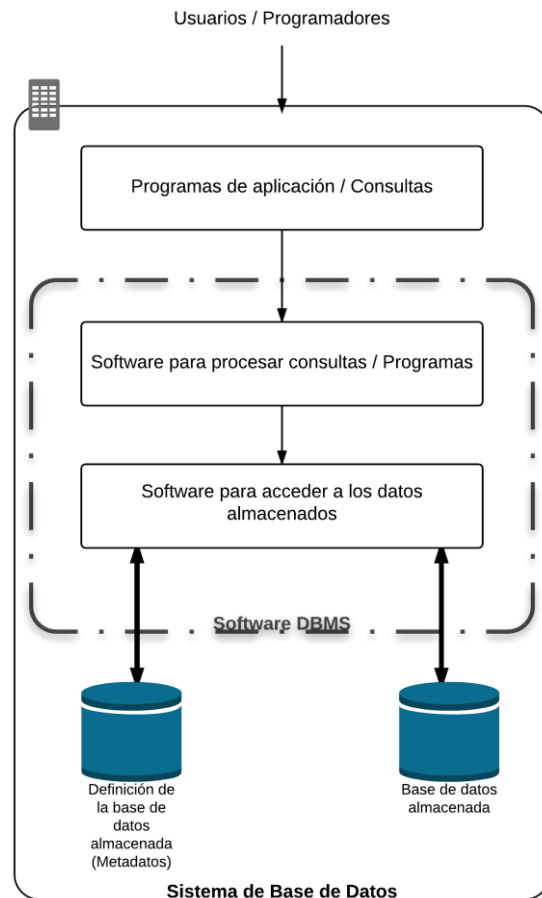 Usuarios / Programadores
Programas de aplicación / Consultas
Software para procesar consultas / Programas
Software para acceder a los datos
almacenados
Software DBMS
Definición de
la base de
datos
almacenada
(Metadatos)
Base de datos
almacenada
Sistema de Base de Datos